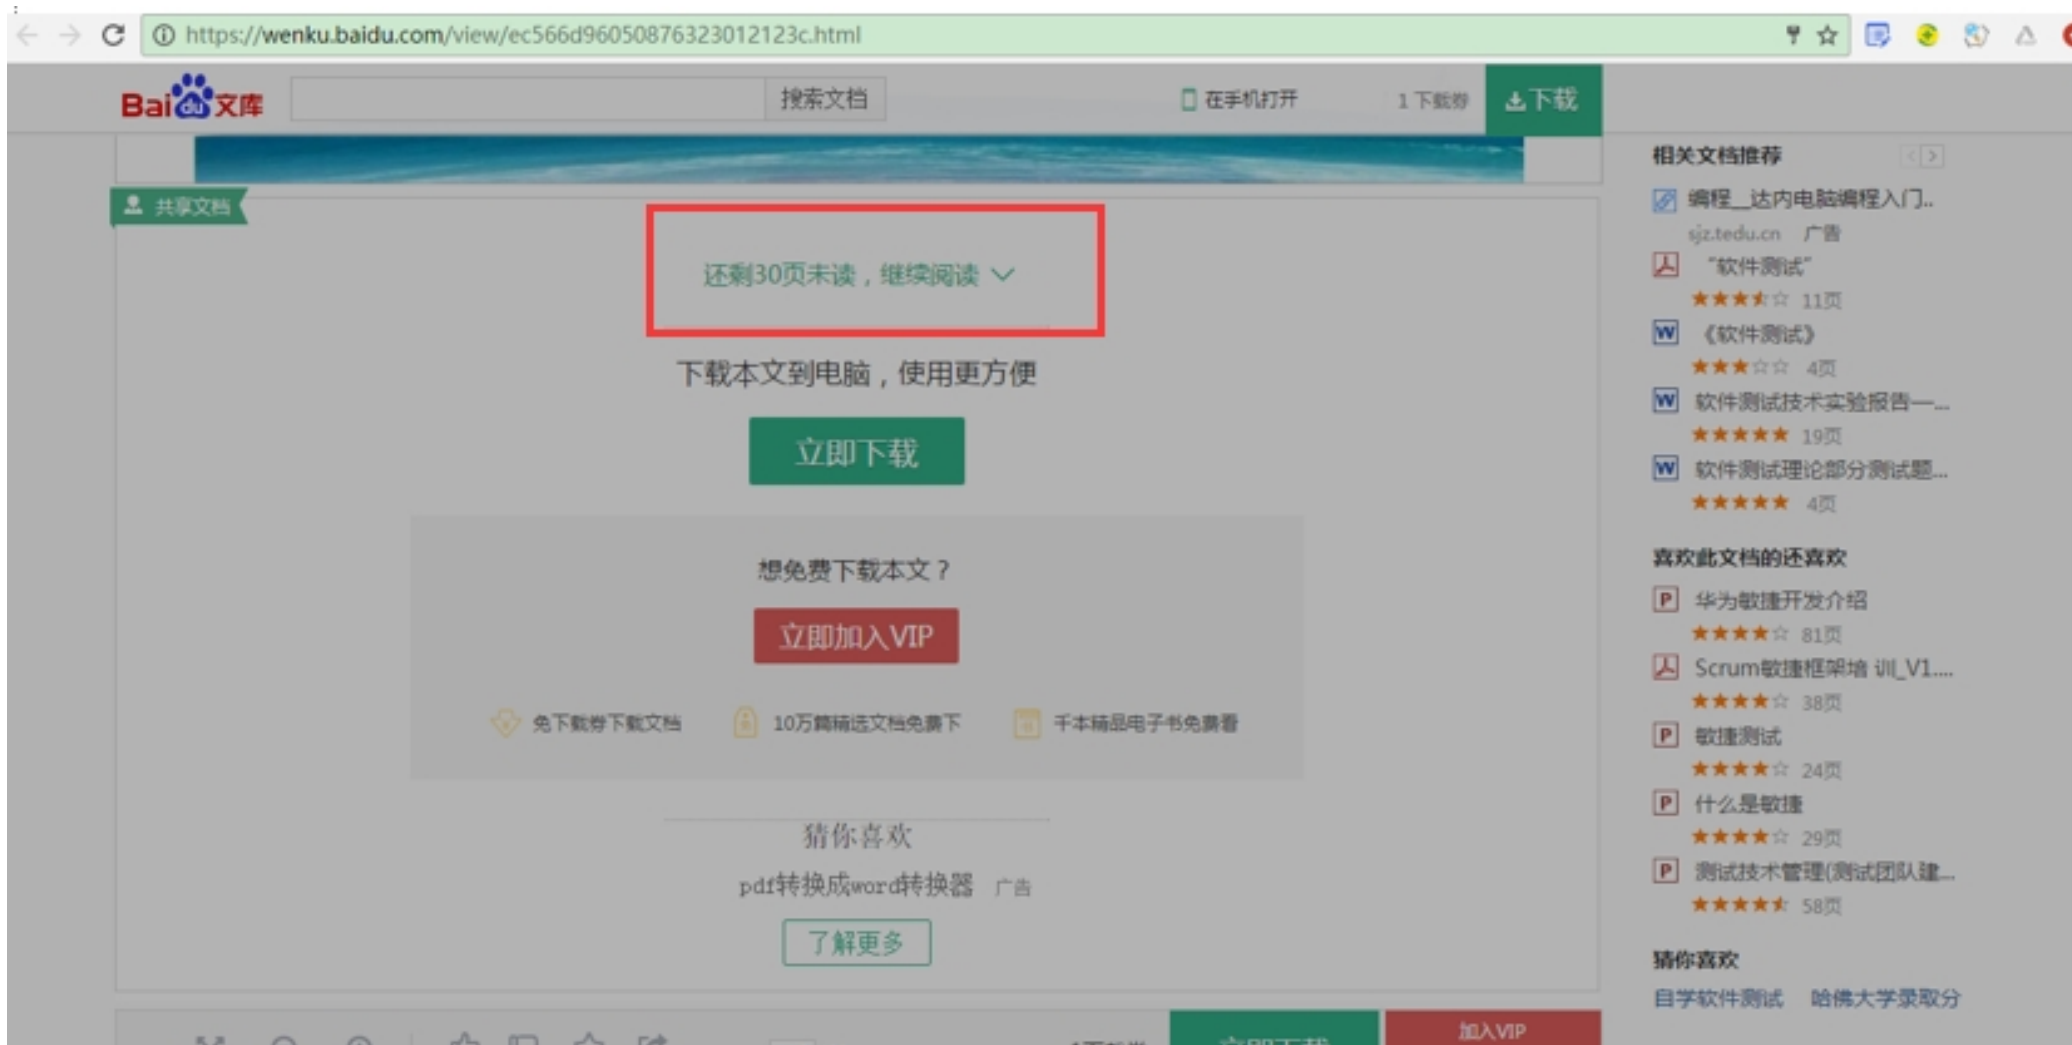 https://wenku.baidu.com/view/ec566d96050876323012123c.html
Bai du 文库
搜索文档
在手机打开
1下载券
下载
共享文档
还剩30页未读，继续阅读
下载本文到电脑，使用更方便
立即下载
想免费下载本文？
立即加入VIP
免下载券下载文档
10万篇精选文档免费下
千本精品电子书免费看
猜你喜欢
pdf转换成word转换器 广告
了解更多
相关文档推荐
编程__达内电脑编程入门..
sjz.tedu.cn 广告
“软件测试”
11页
《软件测试》
4页
软件测试技术实验报告—...
19页
软件测试理论部分测试题...
4页
喜欢此文档的还喜欢
华为敏捷开发介绍
81页
Scrum敏捷框架培 训_V1....
38页
敏捷测试
24页
什么是敏捷
29页
测试技术管理(测试团队建...
58页
猜你喜欢
自学软件测试 哈佛大学录取分
加入VIP